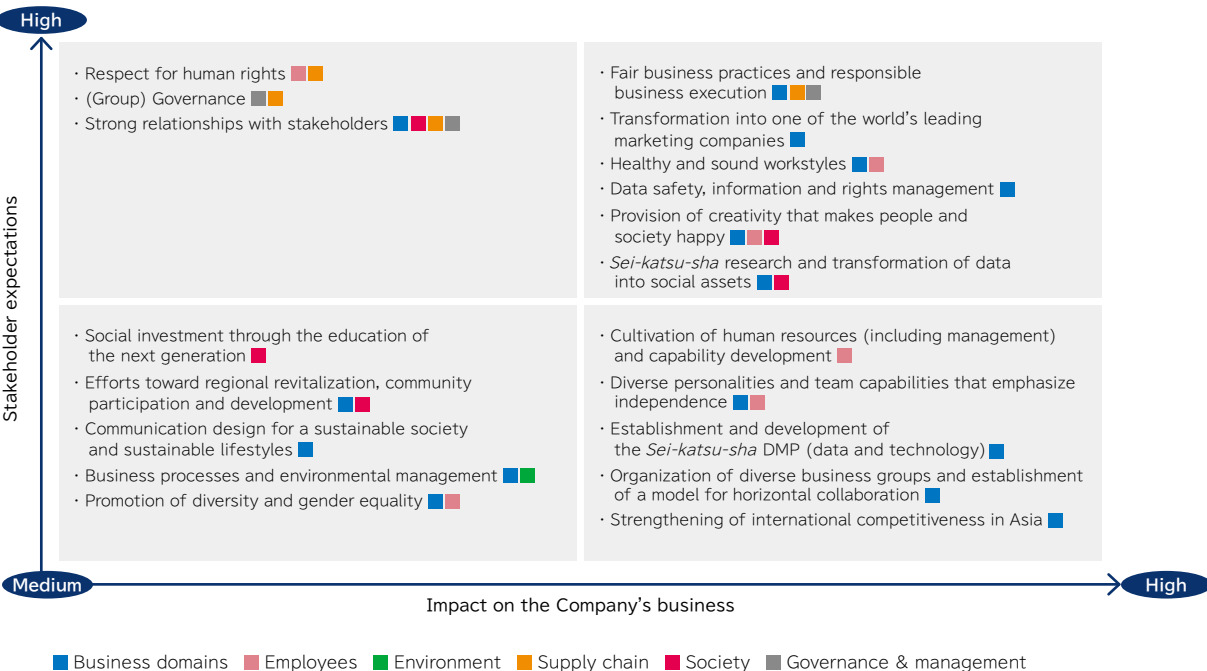 High
Stakeholder expectations
· Respect for human rights
· (Group) Governance
· Strong relationships with stakeholders
· Fair business practices and responsible
business execution
· Transformation into one of the world's leading
marketing companies
· Healthy and sound workstyles
· Data safety, information and rights management
· Provision of creativity that makes people and
society happy
· Sei-katsu-sha research and transformation of data
into social assets
· Social investment through the education of
the next generation
· Efforts toward regional revitalization, community
participation and development
· Communication design for a sustainable society
and sustainable lifestyles
· Business processes and environmental management
· Promotion of diversity and gender equality
· Cultivation of human resources (including management)
and capability development
· Diverse personalities and team capabilities that emphasize
independence
· Establishment and development of
the Sei-katsu-sha DMP (data and technology)
· Organization of diverse business groups and establishment
of a model for horizontal collaboration
· Strengthening of international competitiveness in Asia
Medium
High
Impact on the Company's business
Business domains Employees Environment Supply chain Society Governance & management